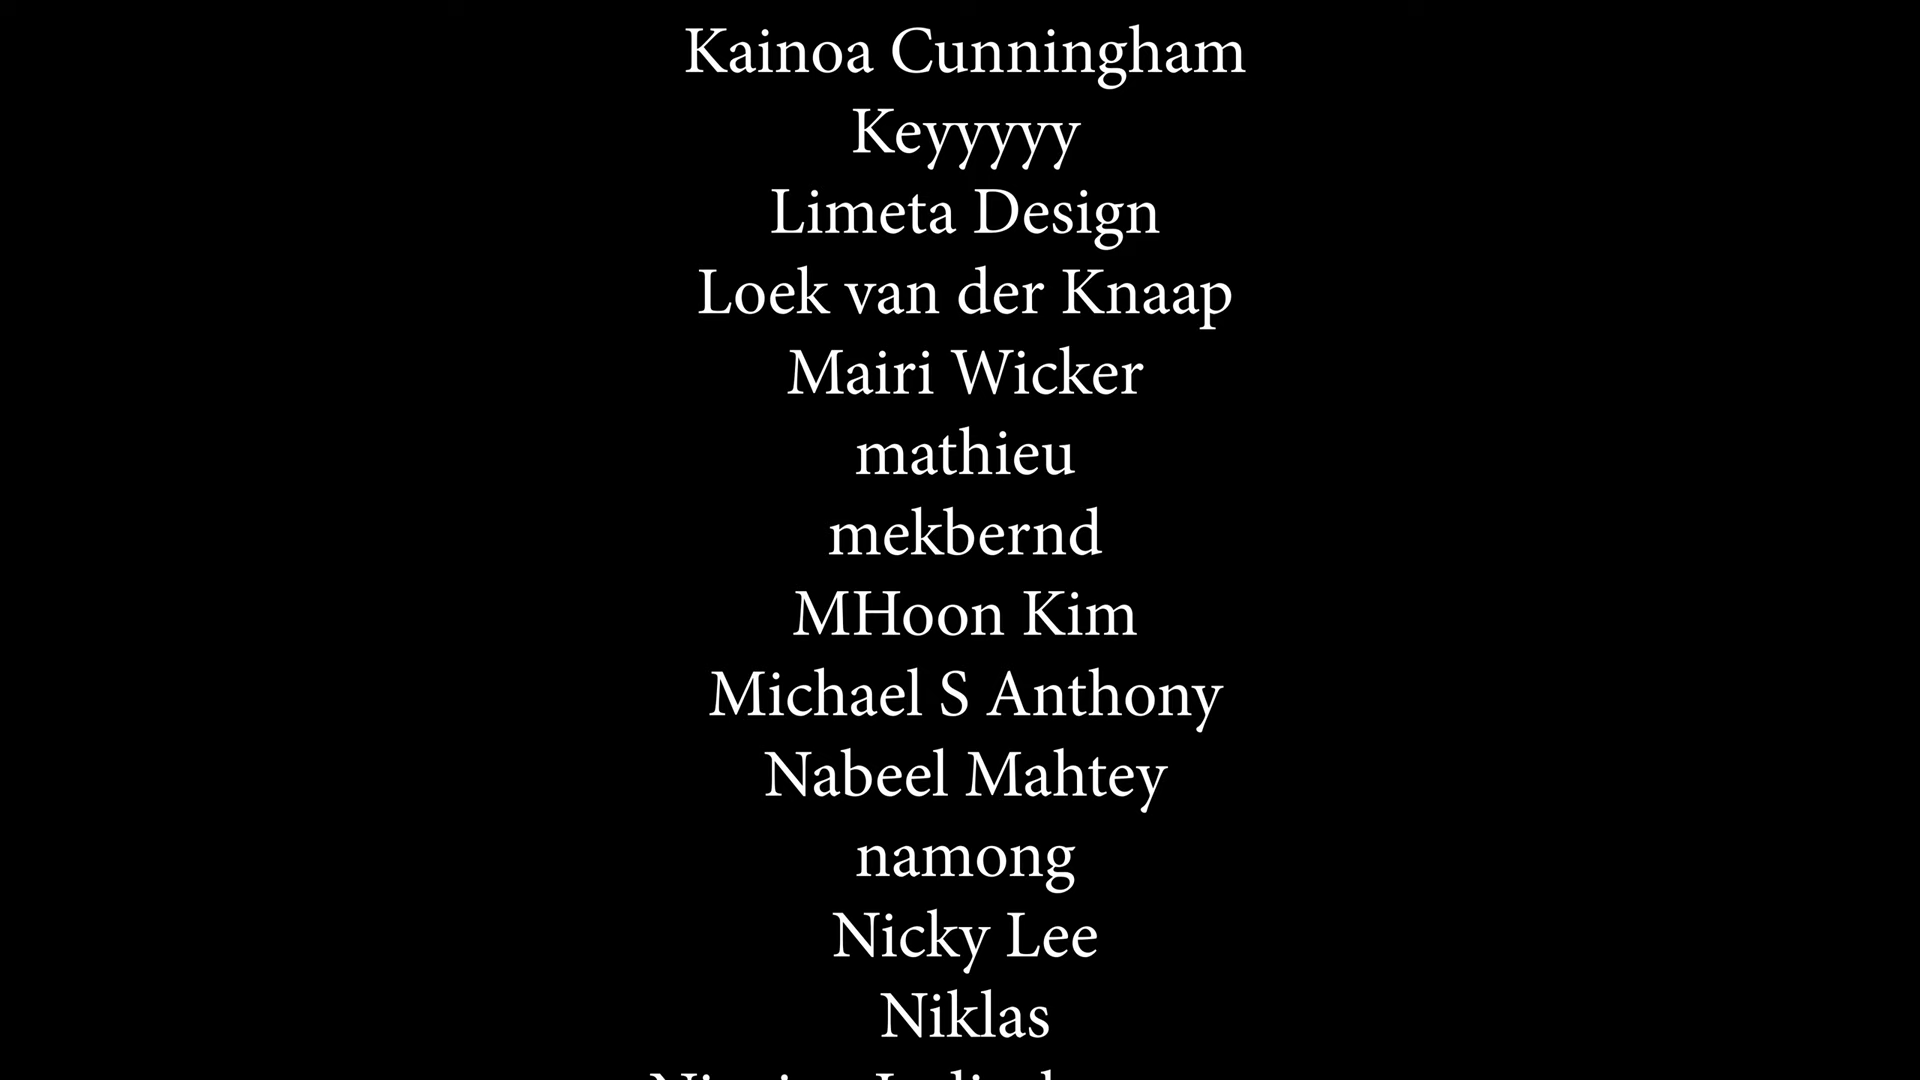 Kainoa Cunningham
Keyyyyy
Limeta Design
Loek van der Knaap
Mairi Wicker
mathieu
mekbernd
MHoon Kim
Michael S Anthony
Nabeel Mahtey
namong
Nicky Lee
Niklas